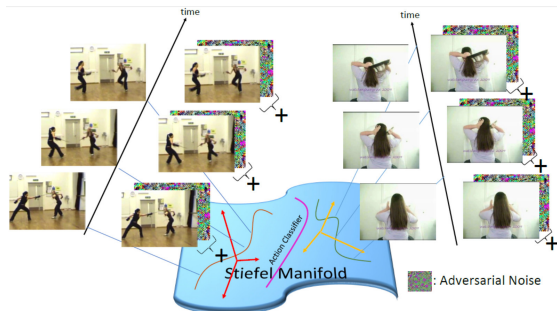 time
time
+
+
+
+
+
+
Action Classifier
Stiefel Manifold
: Adversarial Noise